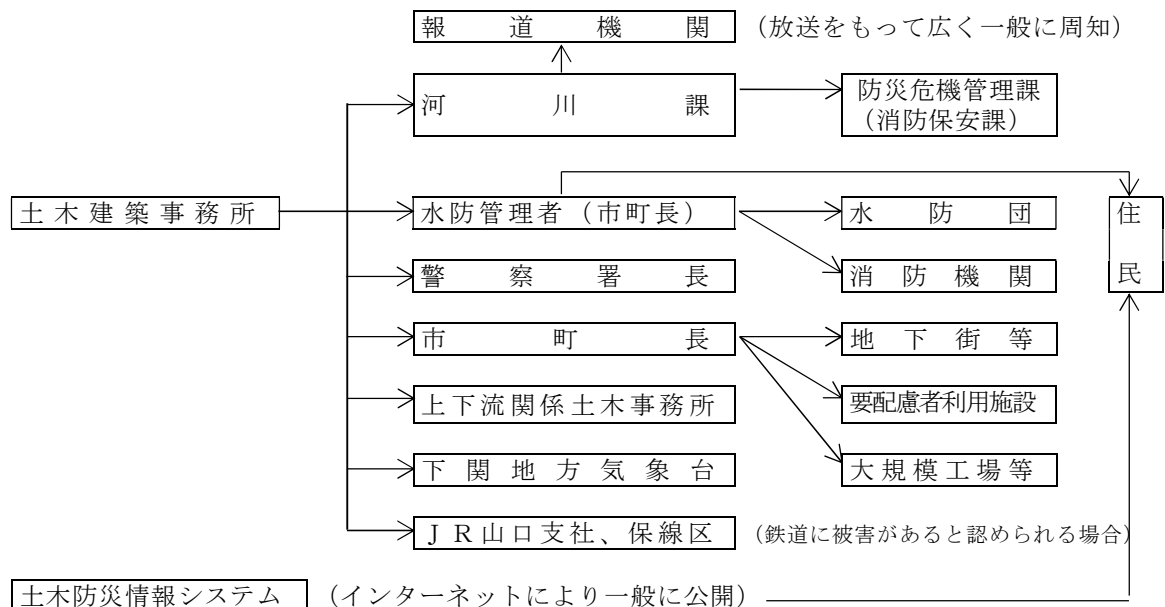 報道機関 (放送をもって広く一般に周知)
河川課 防災危機管理課
(消防保安課)
土木建築事務所 水防管理者(市町長) 水防団 住民
警察署長 消防機関
市町長 地下街等
上下流関係土木事務所 要配慮者利用施設
下関地方気象台 大規模工場等
JR山口支社、保線区 (鉄道に被害があると認められる場合)
土木防災情報システム (インターネットにより一般に公開)